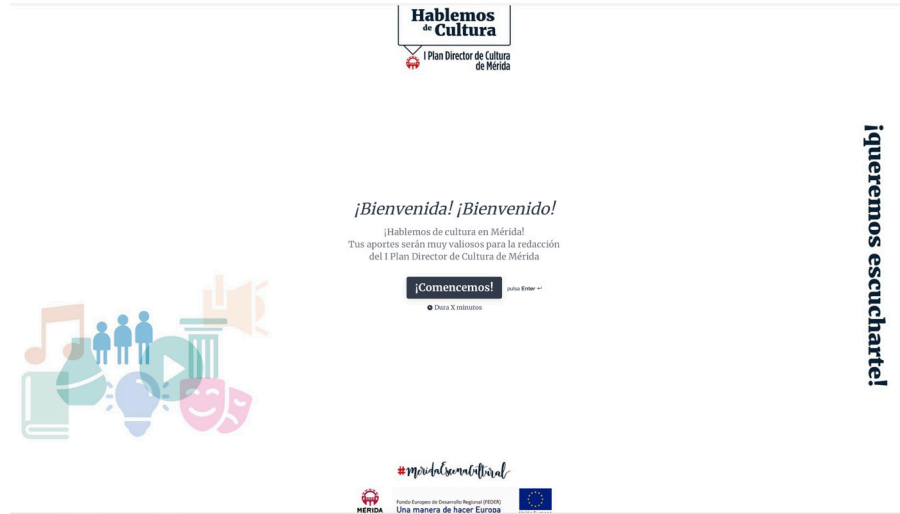 Hablemos
de Cultura
I Plan Director de Cultura
de Mérida
¡queremos escucharte!
¡Bienvenida! ¡Bienvenido!
¡Hablemos de cultura en Mérida!
Tus aportes serán muy valiosos para la redacción
del I Plan Director de Cultura de Mérida
¡Comencemos!
pulsa Enter ↵
Dura X minutos
#MéridaEscenaCultural
MÉRIDA
Fondo Europeo de Desarrollo Regional (FEDER)
Una manera de hacer Europa